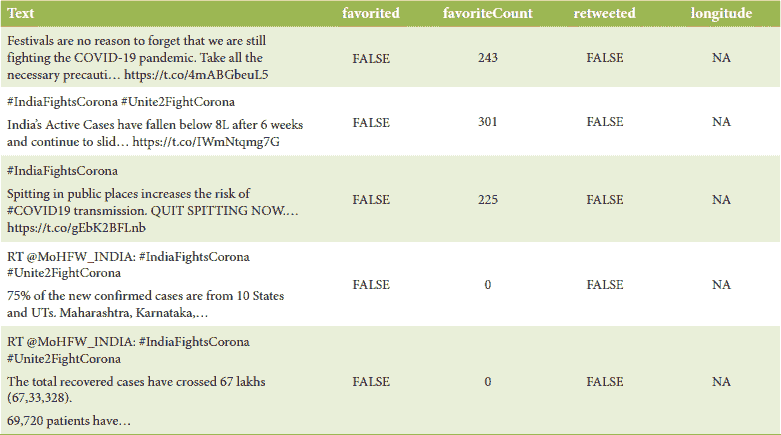 Text favorited favoriteCount retweeted longitude
Festivals are no reason to forget that we are still
fighting the COVID-19 pandemic. Take all the
necessary precauti… https://t.co/4mABGbeuL5
FALSE 243 FALSE NA
#IndiaFightsCorona #Unite2FightCorona
India's Active Cases have fallen below 8L after 6 weeks
and continue to slid… https://t.co/IWmNtqmg7G
FALSE 301 FALSE NA
#IndiaFightsCorona
Spitting in public places increases the risk of
#COVID19 transmission. QUIT SPITTING NOW.…
https://t.co/gEbK2BFLnb
FALSE 225 FALSE NA
RT @MoHFW_INDIA: #IndiaFightsCorona
#Unite2FightCorona
75% of the new confirmed cases are from 10 States
and UTs. Maharashtra, Karnataka,…
FALSE 0 FALSE NA
RT @MoHFW_INDIA: #IndiaFightsCorona
#Unite2FightCorona
The total recovered cases have crossed 67 lakhs
(67,33,328).
69,720 patients have…
FALSE 0 FALSE NA